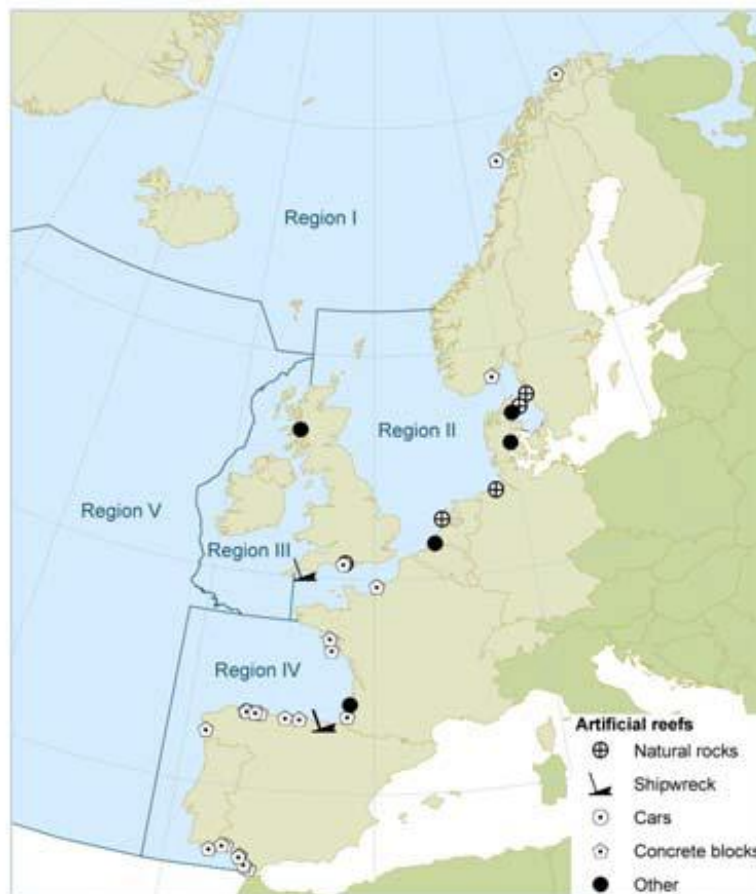 Region I
Region II
Region V
Region III
Region IV
Artificial reefs
Natural rocks
Shipwreck
Cars
Concrete blocks
Other